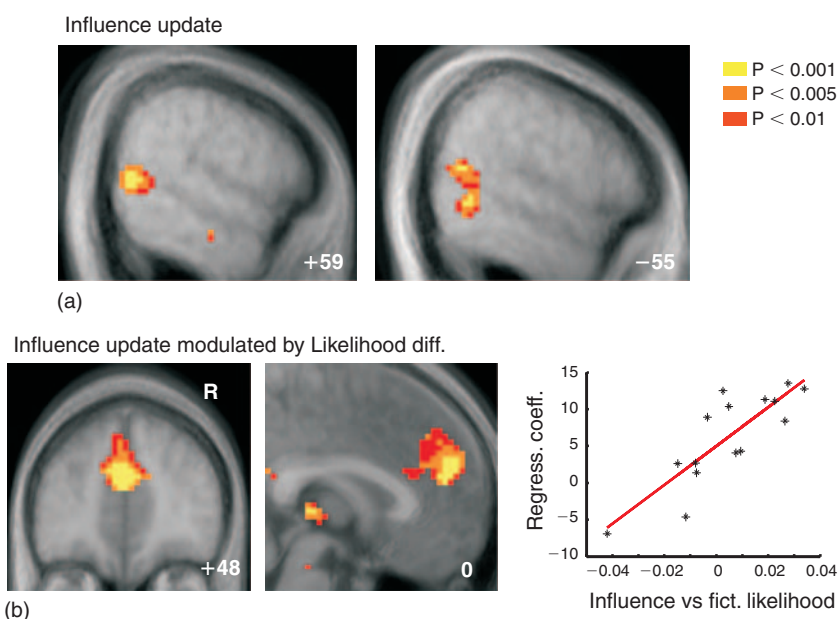 Influence update
P < 0.001
P < 0.005
P < 0.01
+59
−55
(a)
Influence update modulated by Likelihood diff.
R
+48
0
(b)
15
10
5
0
−5
−10
Regress. coeff.
−0.04
−0.02
0
0.02
0.04
Influence vs fict. likelihood